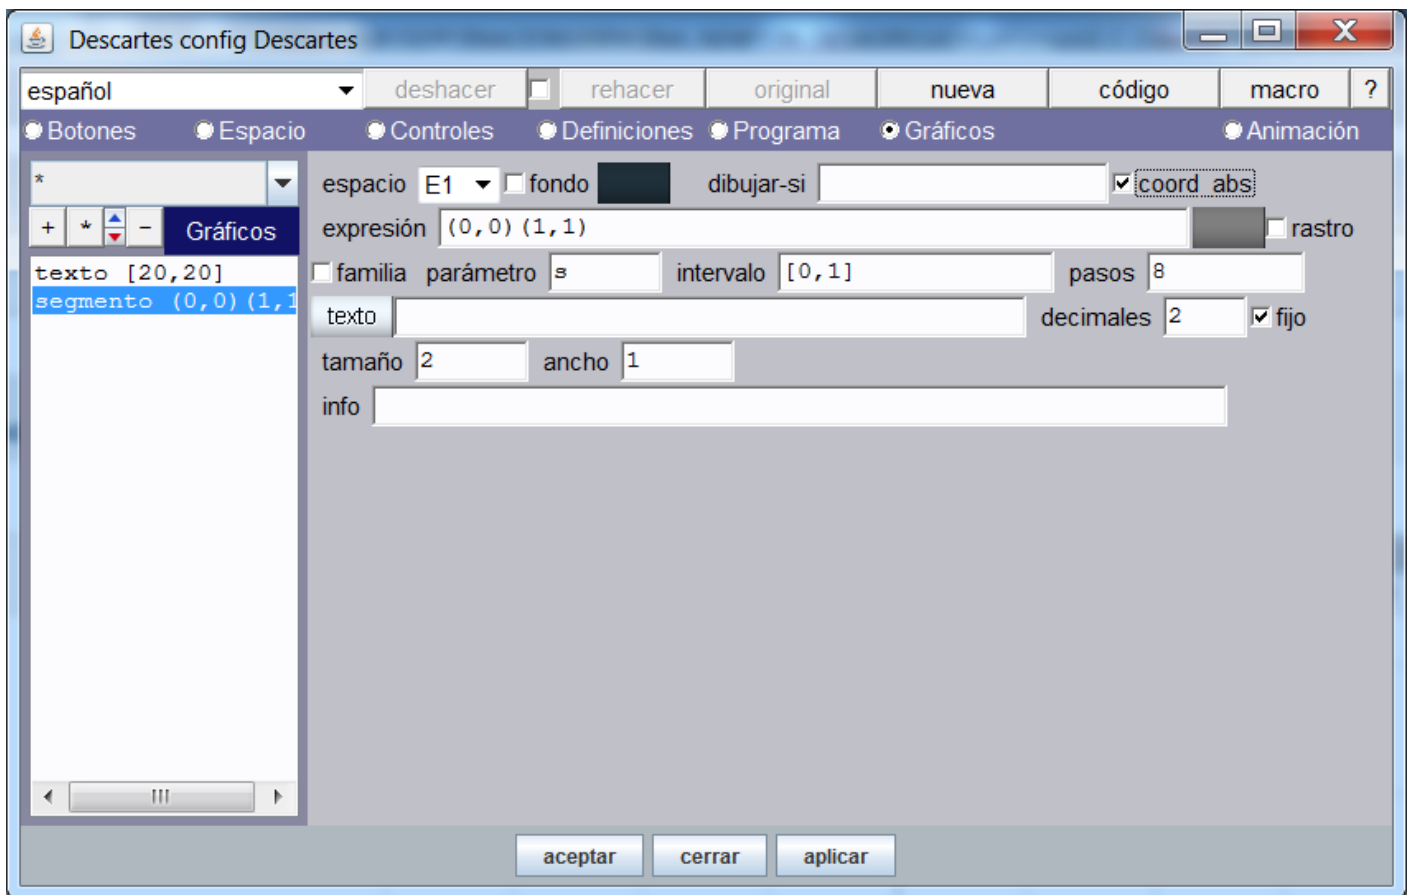 Descartes config Descartes
X
español deshacer rehacer original nueva código macro ?
Botones Espacio Controles Definiciones Programa Gráficos Animación
* espacio E1 fondo dibujar-si coord_abs
+ * - Gráficos expresión (0,0)(1,1) rastro
texto [20,20] familia parámetro s intervalo [0,1] pasos 8
segmento (0,0)(1,1 texto decimales 2 fijo
tamaño 2 ancho 1
info
aceptar cerrar aplicar